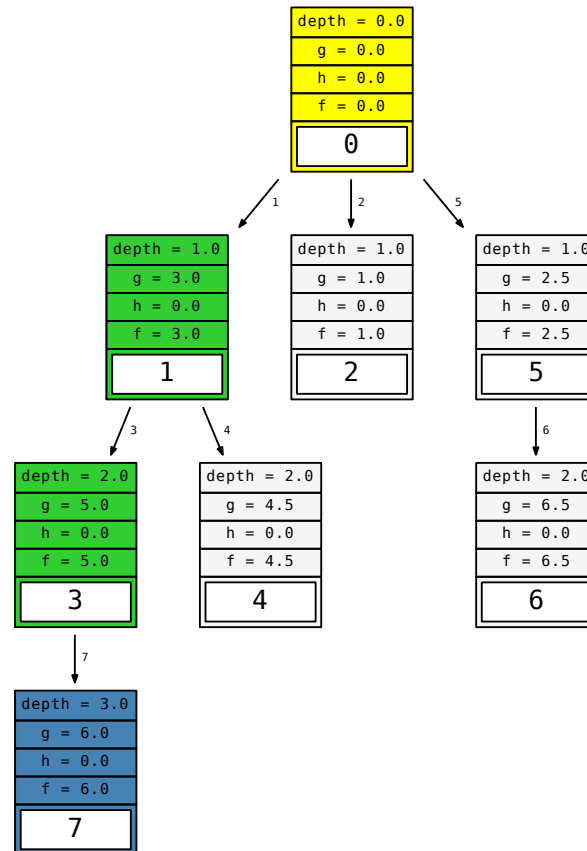 depth = 0.0
g = 0.0
h = 0.0
f = 0.0
0
1
2
5
depth = 1.0
g = 3.0
h = 0.0
f = 3.0
1
depth = 1.0
g = 1.0
h = 0.0
f = 1.0
2
depth = 1.0
g = 2.5
h = 0.0
f = 2.5
5
3
4
6
depth = 2.0
g = 5.0
h = 0.0
f = 5.0
3
depth = 2.0
g = 4.5
h = 0.0
f = 4.5
4
depth = 2.0
g = 6.5
h = 0.0
f = 6.5
6
7
depth = 3.0
g = 6.0
h = 0.0
f = 6.0
7